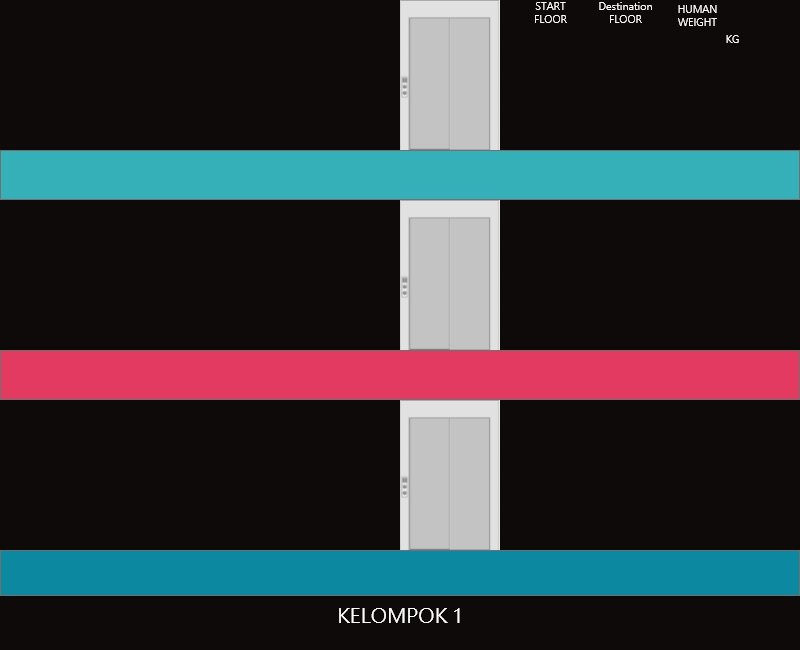 START
FLOOR
Destination
FLOOR
HUMAN
WEIGHT
KG
KELOMPOK 1